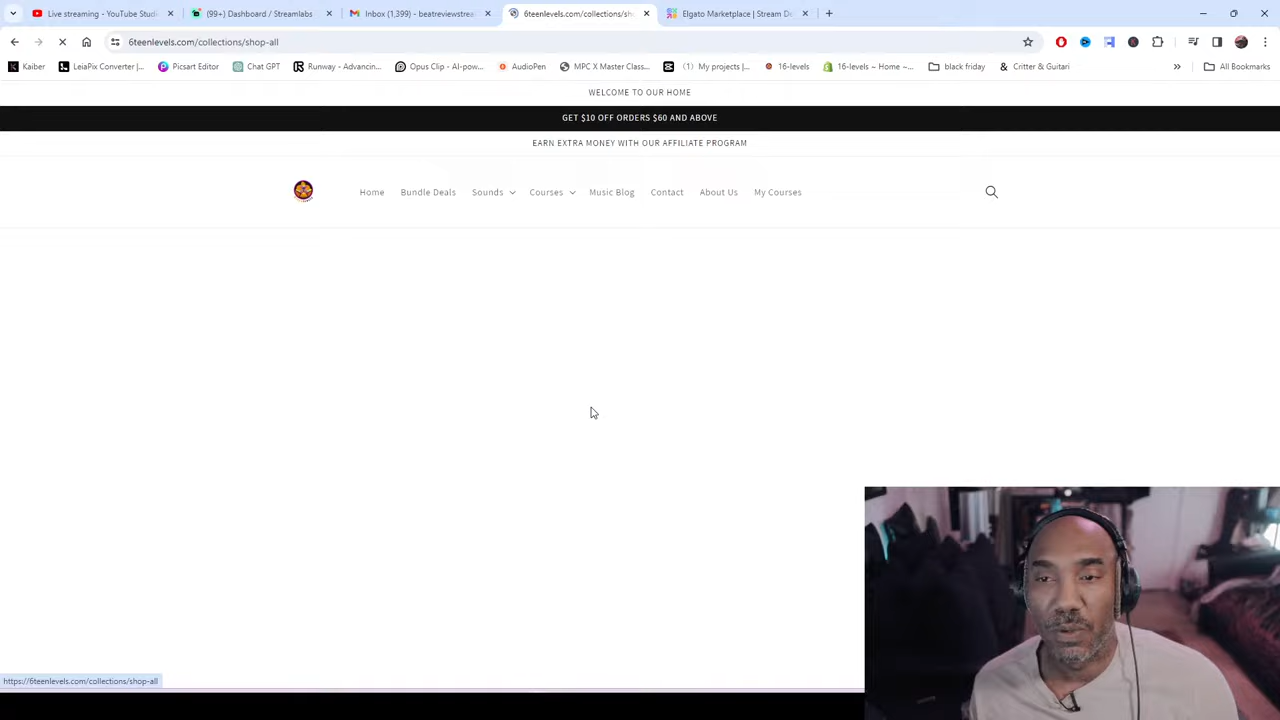 Live streaming - YouTube Studi
(99+) Dashboard / Streamlabs
Inbox (1,399) - beatreviewstrea
6teenlevels.com/collections/sho
Elgato Marketplace | Stream De
6teenlevels.com/collections/shop-all
Kaiber
LeiaPix Converter |...
Picsart Editor
Chat GPT
Runway - Advancin...
Opus Clip - AI-pow...
AudioPen
MPC X Master Class...
(1) My projects |...
16-levels
16-levels ~ Home ~...
black friday
Critter & Guitari
All Bookmarks
WELCOME TO OUR HOME
GET $10 OFF ORDERS $60 AND ABOVE
EARN EXTRA MONEY WITH OUR AFFILIATE PROGRAM
Home Bundle Deals Sounds Courses Music Blog Contact About Us My Courses
https://6teenlevels.com/collections/shop-all